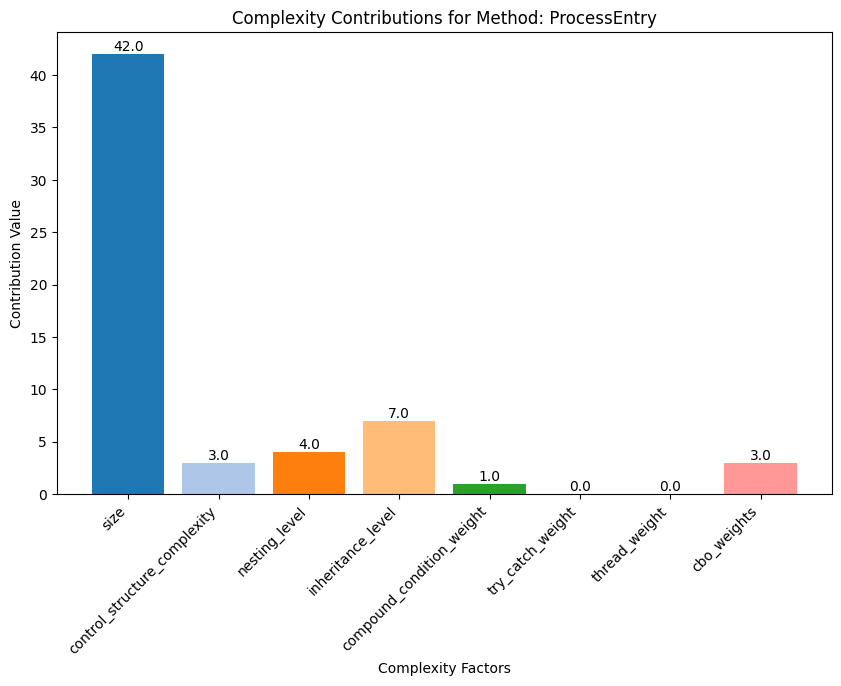 Complexity Contributions for Method: ProcessEntry
Contribution Value
40
35
30
25
20
15
10
5
0
42.0
3.0
4.0
7.0
1.0
0.0
0.0
3.0
size
control_structure_complexity
nesting_level
inheritance_level
compound_condition_weight
try_catch_weight
thread_weight
cbo_weights
Complexity Factors